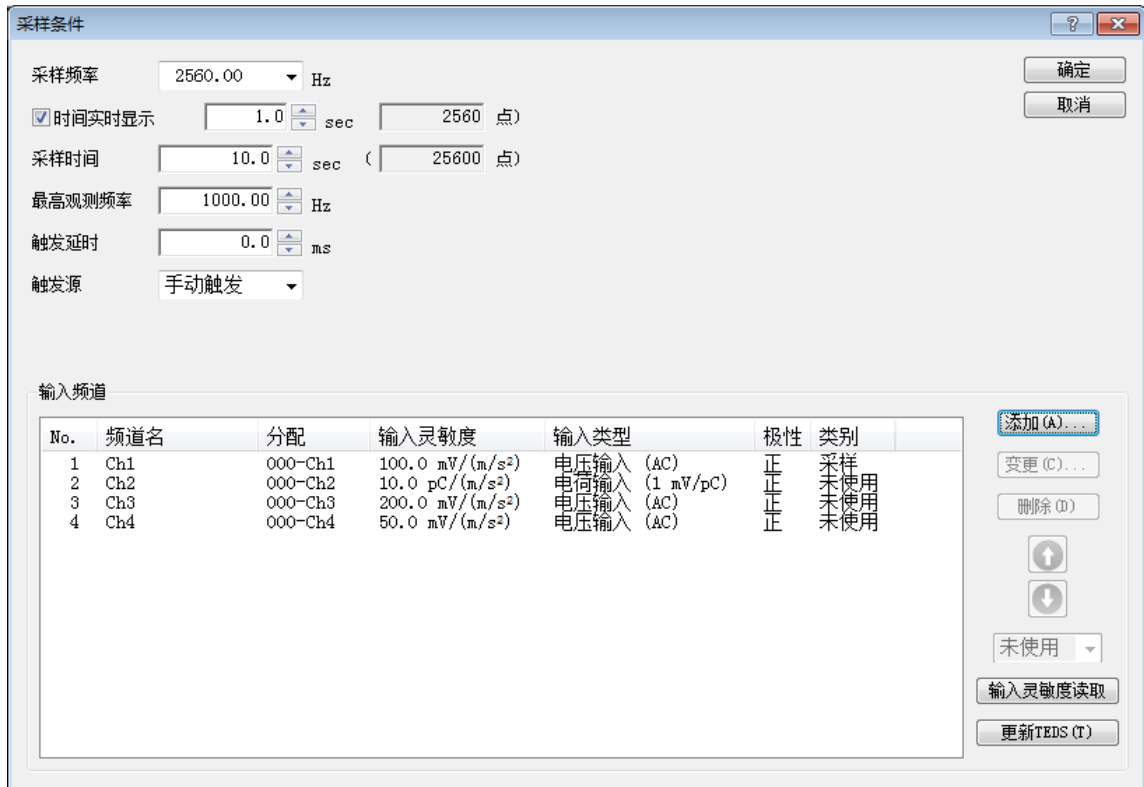 采样条件
采样频率 2560.00 Hz 确定
时间实时显示 1.0 sec 2560 点) 取消
采样时间 10.0 sec ( 25600 点)
最高观测频率 1000.00 Hz
触发延时 0.0 ms
触发源 手动触发
输入频道
No. 频道名 分配 输入灵敏度 输入类型 极性 类别 添加(A)...
1 Ch1 000-Ch1 100.0 mV/(m/s²) 电压输入 (AC) 正 采样 变更(C)...
2 Ch2 000-Ch2 10.0 pC/(m/s²) 电荷输入 (1 mV/pC) 正 未使用
3 Ch3 000-Ch3 200.0 mV/(m/s²) 电压输入 (AC) 正 未使用 删除(D)
4 Ch4 000-Ch4 50.0 mV/(m/s²) 电压输入 (AC) 正 未使用
未使用
输入灵敏度读取
更新TEDS(T)